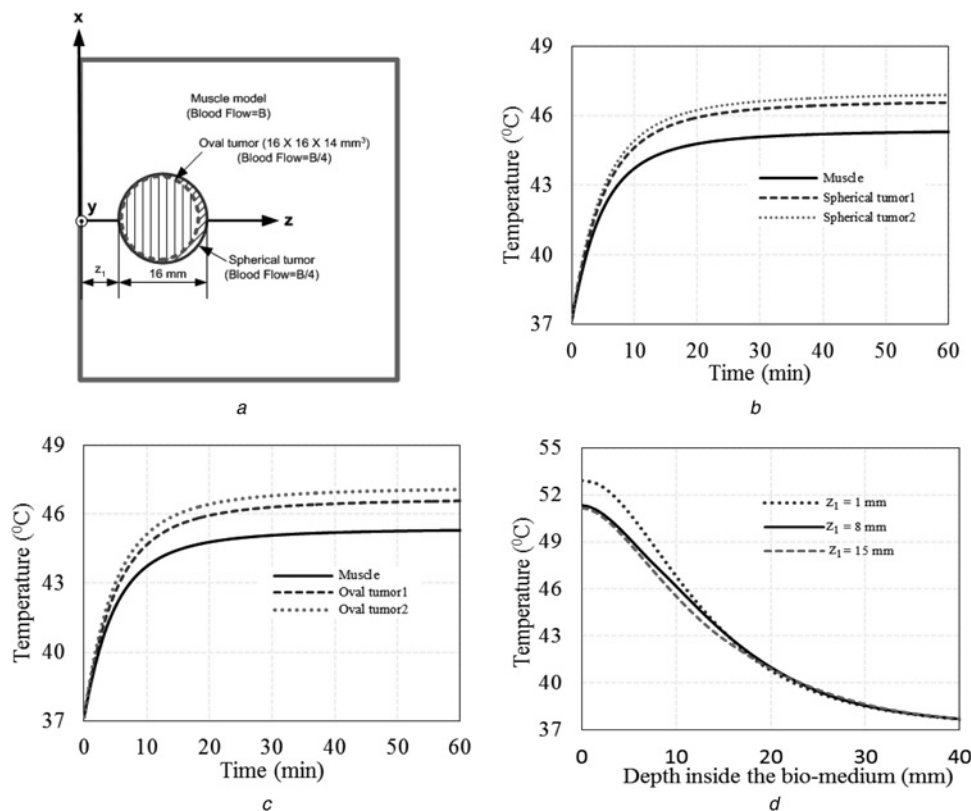 x
Muscle model
(Blood Flow=B)
Oval tumor (16 X 16 X 14 mm³)
(Blood Flow=B/4)
y
z
Spherical tumor
(Blood Flow=B/4)
z₁
16 mm
a
Temperature (⁰C)
49
46
43
40
37
Muscle
Spherical tumor1
Spherical tumor2
0 10 20 30 40 50 60
Time (min)
b
Temperature (⁰C)
49
46
43
40
37
Muscle
Oval tumor1
Oval tumor2
0 10 20 30 40 50 60
Time (min)
c
Temperature (⁰C)
55
52
49
46
43
40
37
z₁ = 1 mm
z₁ = 8 mm
z₁ = 15 mm
0 10 20 30 40
Depth inside the bio-medium (mm)
d